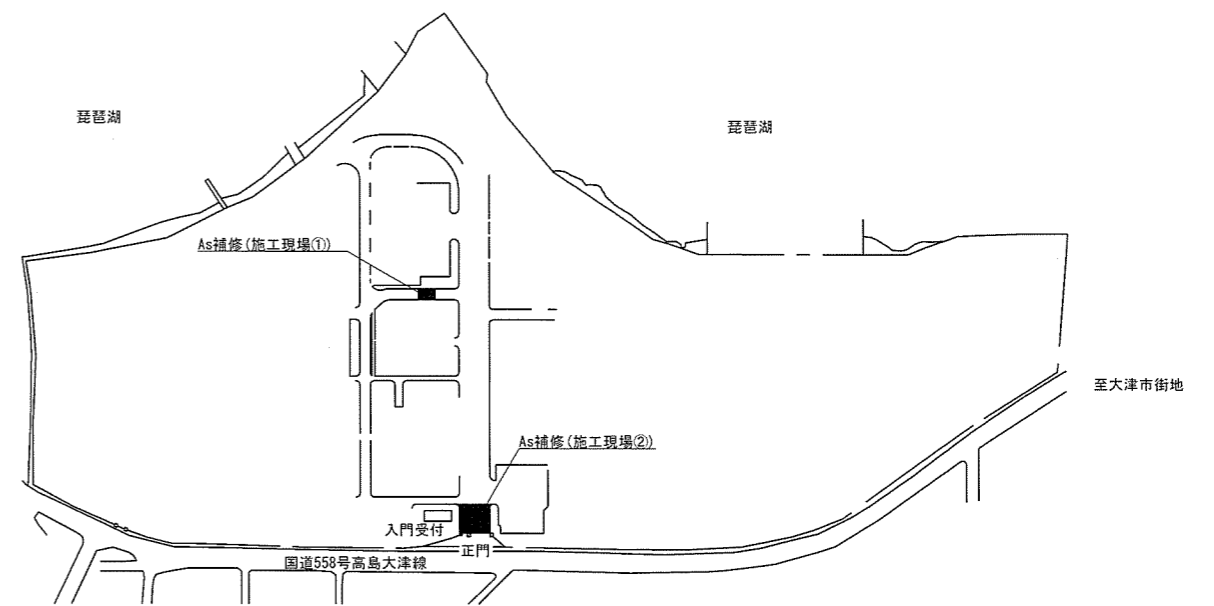 琵琶湖
琵琶湖
As補修(施工現場①)
至大津市街地
As補修(施工現場②)
入門受付
正門
国道558号高島大津線